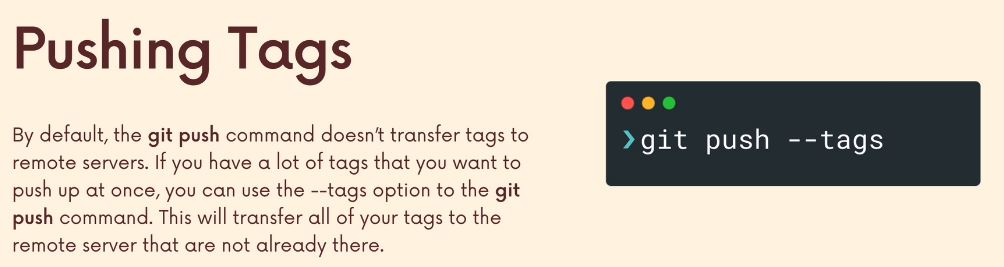 Pushing Tags
By default, the git push command doesn't transfer tags to
remote servers. If you have a lot of tags that you want to
push up at once, you can use the --tags option to the git
push command. This will transfer all of your tags to the
remote server that are not already there.
❯git push --tags